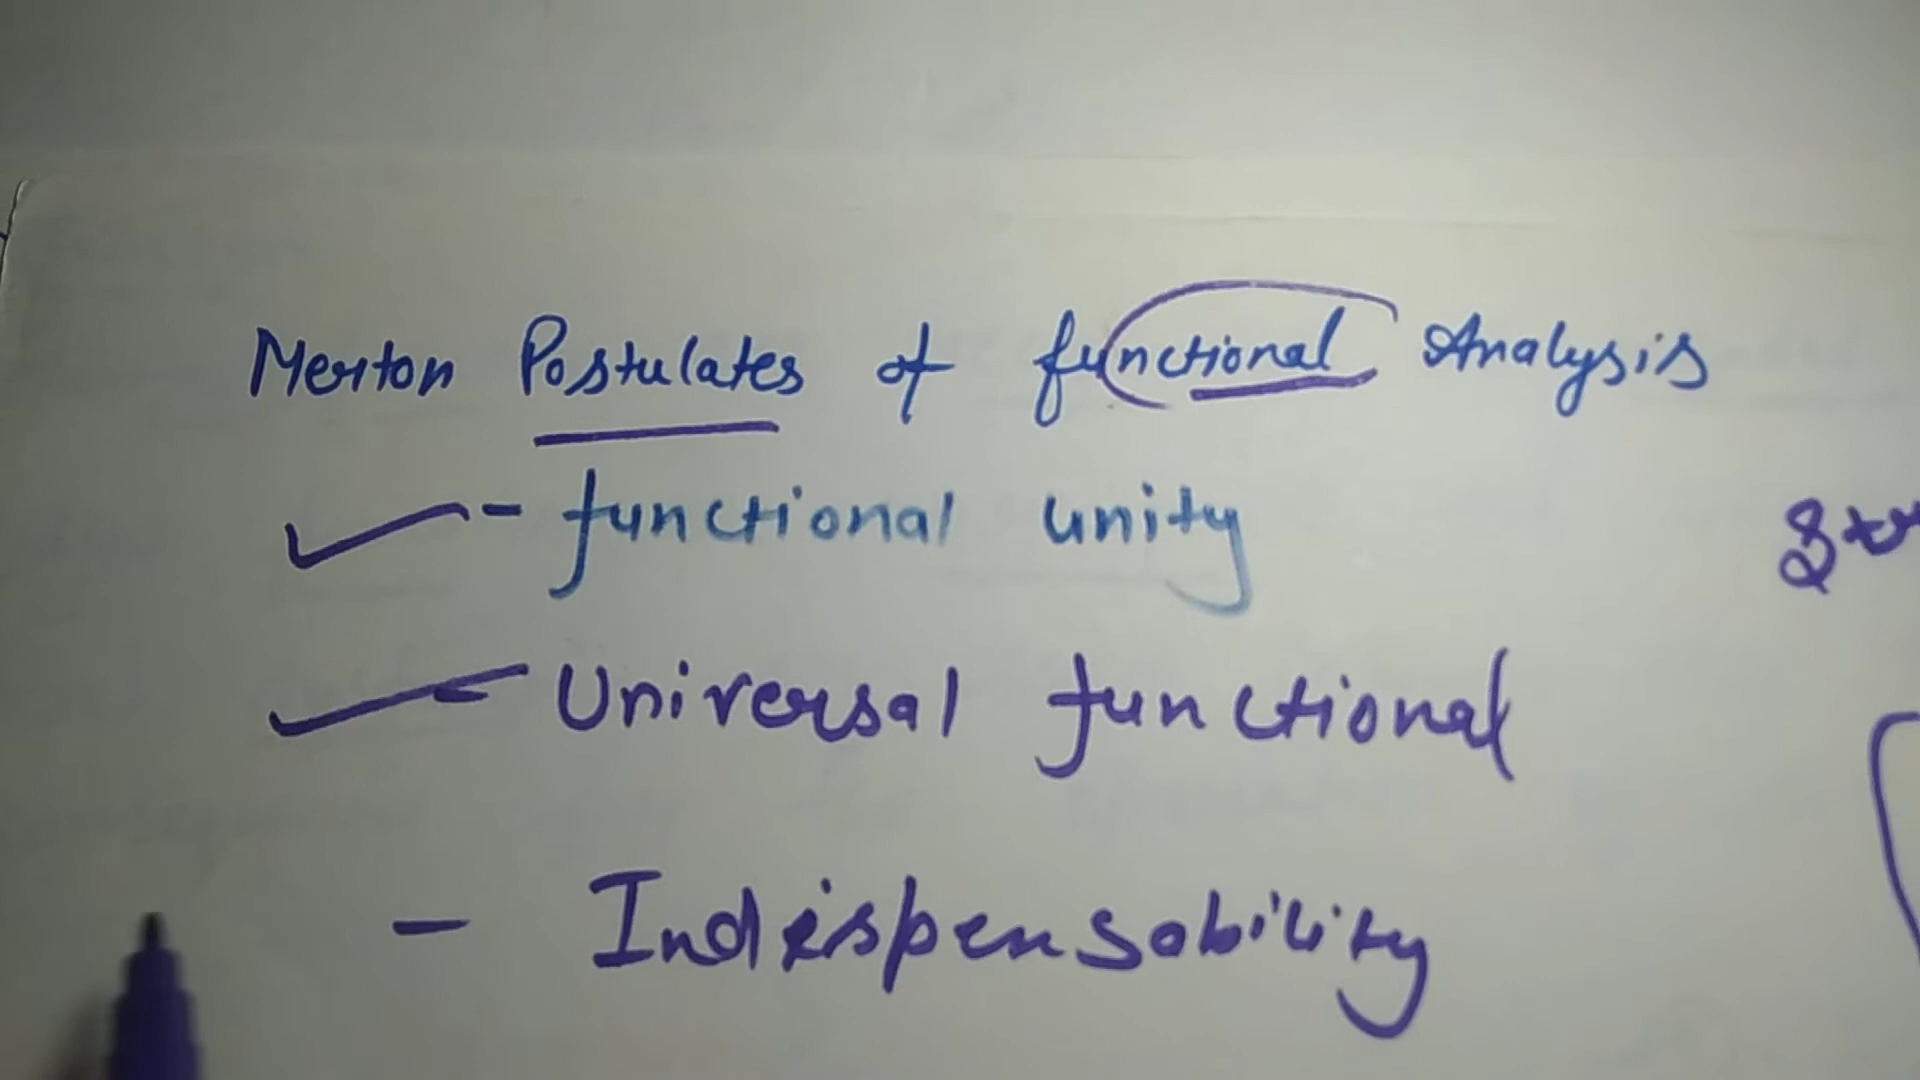 Merton Postulates of functional Analysis
- functional unity
- Universal functional
- Indispensability